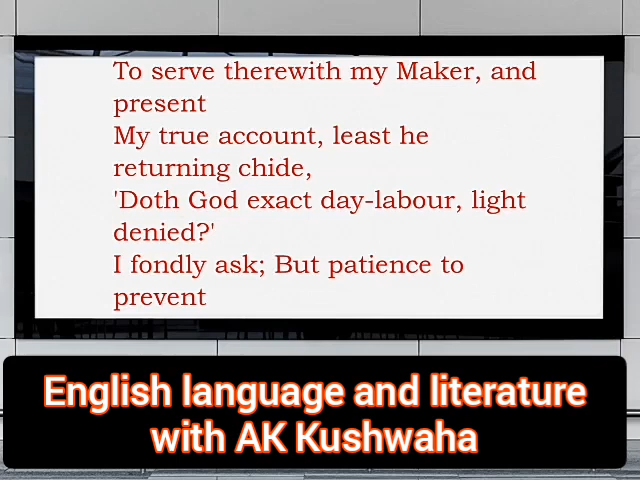 To serve therewith my Maker, and
present
My true account, least he
returning chide,
'Doth God exact day-labour, light
denied?'
I fondly ask; But patience to
prevent
English language and literature
with AK Kushwaha